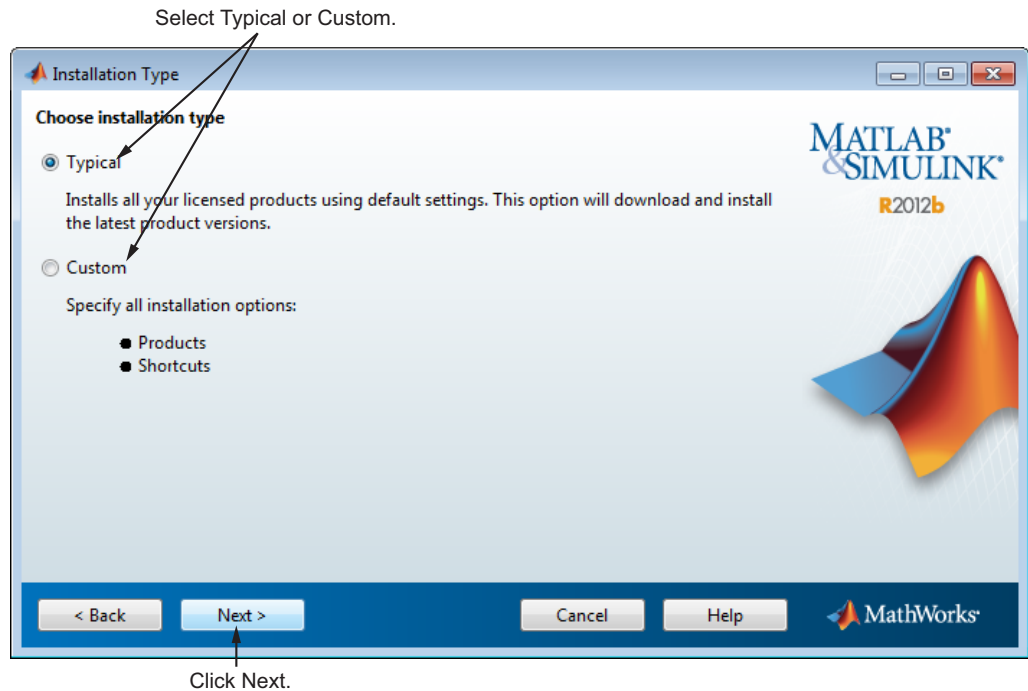 Select Typical or Custom.
Installation Type
Choose installation type
Typical
Installs all your licensed products using default settings. This option will download and install
the latest product versions.
Custom
Specify all installation options:
Products
Shortcuts
MATLAB®
&SIMULINK®
R2012b
< Back
Next >
Cancel
Help
MathWorks®
Click Next.